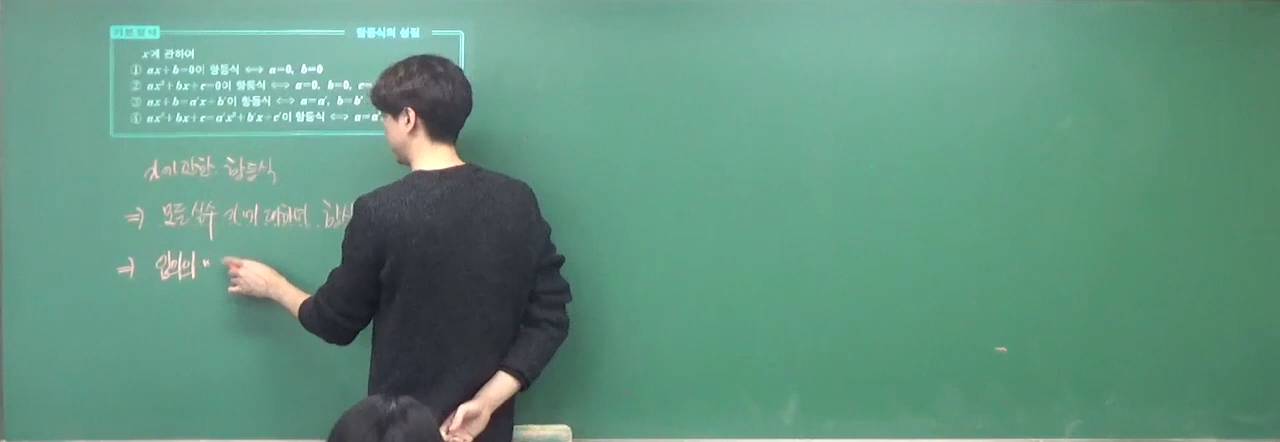 기본정석
항등식의 성질
x에 관하여
① ax+b=0이 항등식 ⟺ a=0, b=0
② ax²+bx+c=0이 항등식 ⟺ a=0, b=0, c=
③ ax+b=a′x+b′이 항등식 ⟺ a=a′, b=b′
④ ax²+bx+c=a′x²+b′x+c′이 항등식 ⟺ a=a′
x에 관한 항등식
⇒ 모든 실수 x에 대하여 항상
⇒ 임의의 "